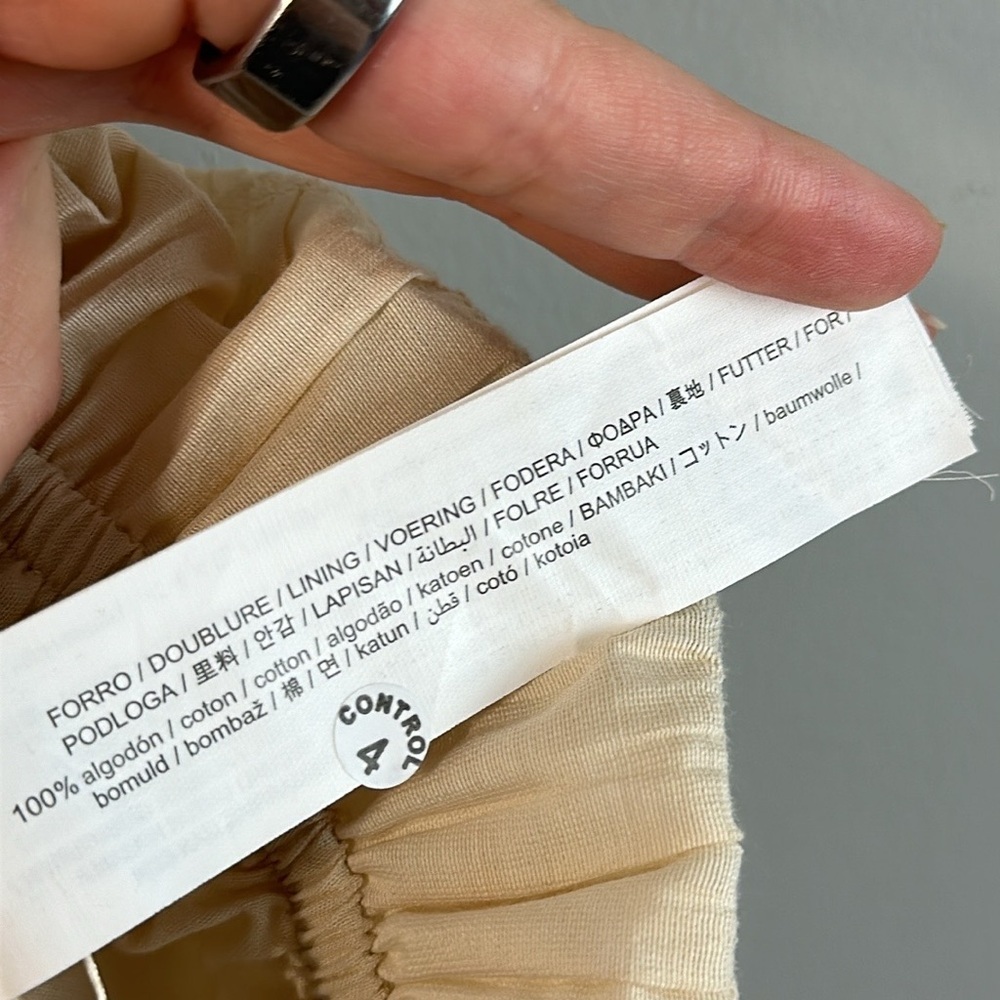 FORRO / DOUBLURE / LINING / VOERING / FODERA / ΦΟΔΡΑ / 裏地 / FUTTER / FOR /
PODLOGA / 里料 / 안감 / LAPISAN / البطانة / FOLRE / FORRUA
100% algodón / coton / cotton / algodão / katoen / cotone / BAMBAKI / コットン / baumwolle /
bomuld / bombaž / 棉 / 면 / katun / قطن / cotó / kotoia
CONTROL
4